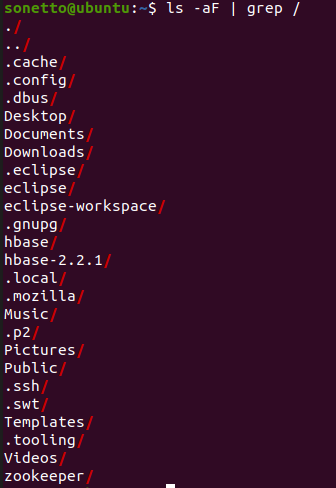 sonetto@ubuntu:~$ ls -aF | grep /
./
../
.cache/
.config/
.dbus/
Desktop/
Documents/
Downloads/
.eclipse/
eclipse/
eclipse-workspace/
.gnupg/
hbase/
hbase-2.2.1/
.local/
.mozilla/
Music/
.p2/
Pictures/
Public/
.ssh/
.swt/
Templates/
.tooling/
Videos/
zookeeper/